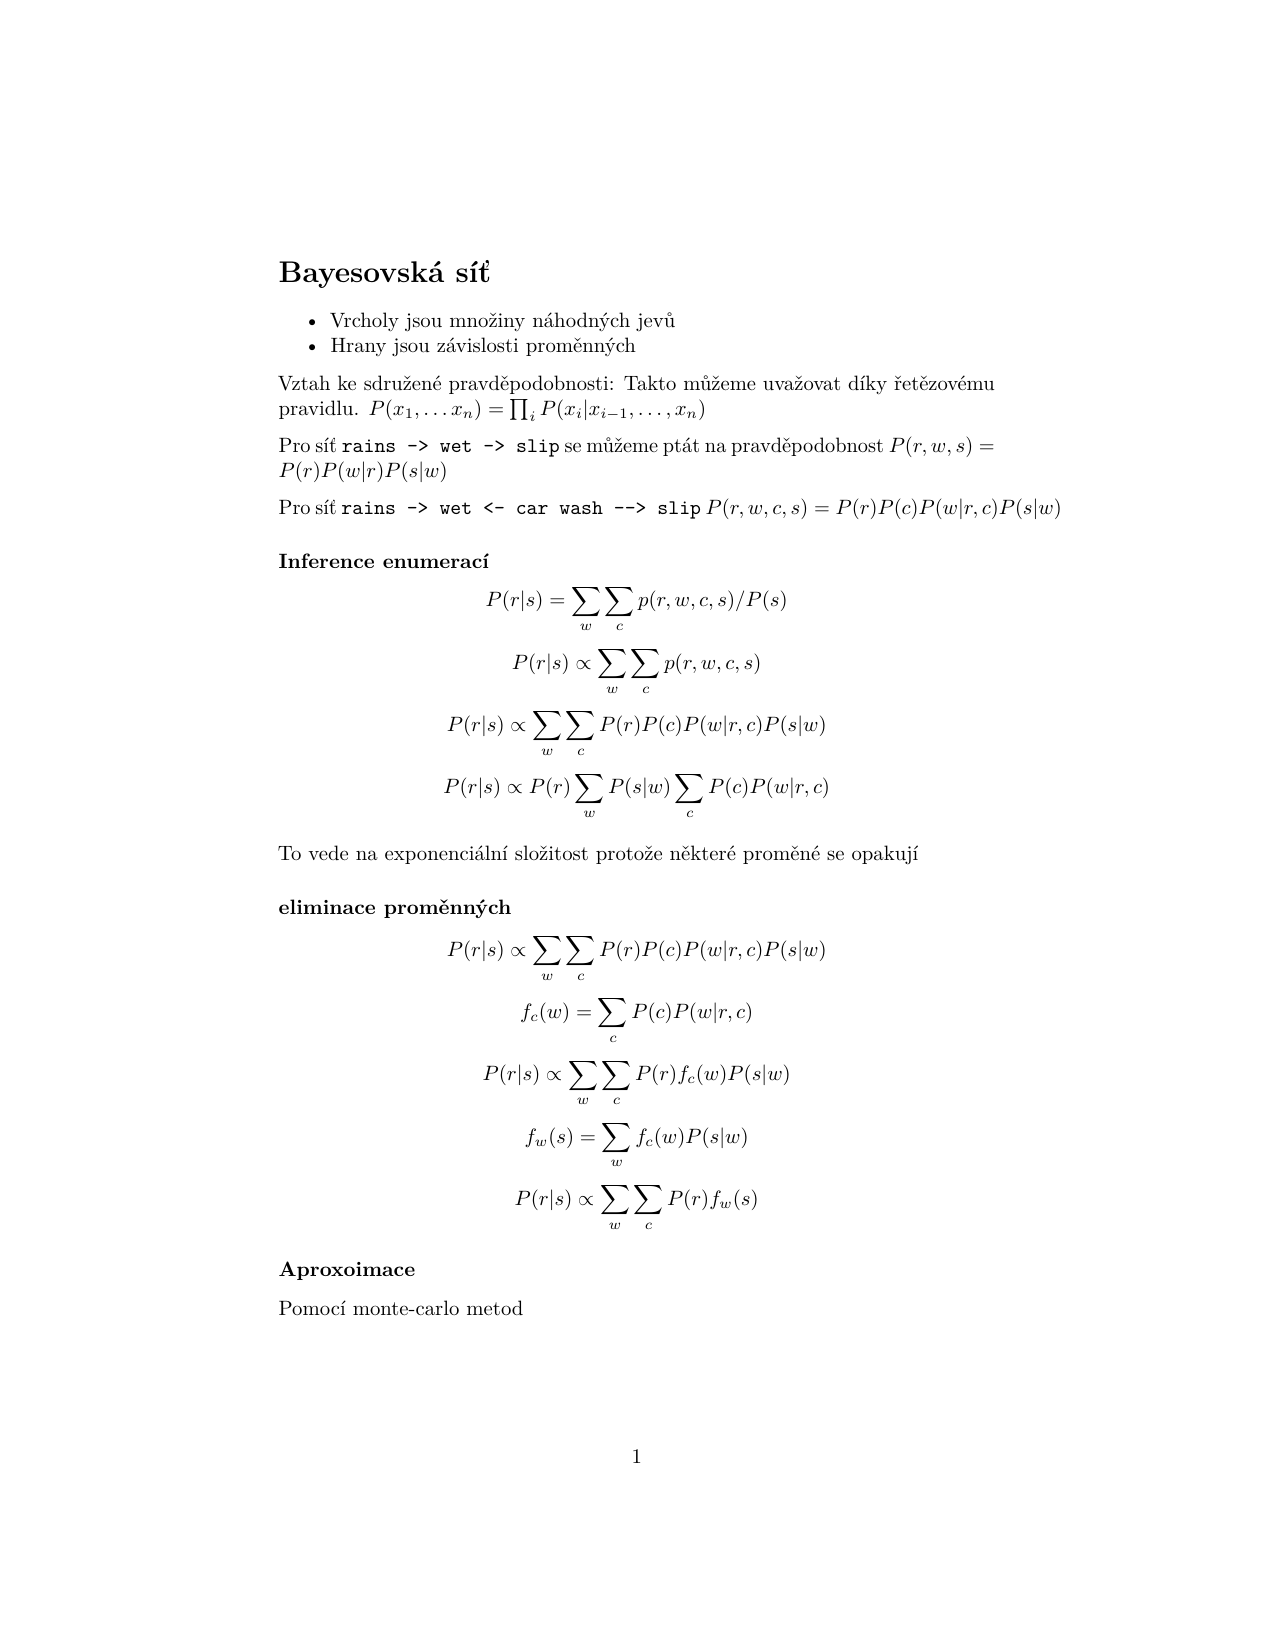 Bayesovská síť
• Vrcholy jsou množiny náhodných jevů
• Hrany jsou závislosti proměnných
Vztah ke sdružené pravděpodobnosti: Takto můžeme uvažovat díky řetězovému
pravidlu. $P(x_1, \ldots x_n) = \prod_i P(x_i|x_{i-1}, \ldots, x_n)$
Pro síť rains -> wet -> slip se můžeme ptát na pravděpodobnost $P(r, w, s) =$
$P(r)P(w|r)P(s|w)$
Pro síť rains -> wet <- car wash --> slip $P(r, w, c, s) = P(r)P(c)P(w|r, c)P(s|w)$
Inference enumerací
$P(r|s) = \sum_w \sum_c p(r, w, c, s)/P(s)$
$P(r|s) \propto \sum_w \sum_c p(r, w, c, s)$
$P(r|s) \propto \sum_w \sum_c P(r)P(c)P(w|r, c)P(s|w)$
$P(r|s) \propto P(r) \sum_w P(s|w) \sum_c P(c)P(w|r, c)$
To vede na exponenciální složitost protože některé proměné se opakují
eliminace proměnných
$P(r|s) \propto \sum_w \sum_c P(r)P(c)P(w|r, c)P(s|w)$
$f_c(w) = \sum_c P(c)P(w|r, c)$
$P(r|s) \propto \sum_w \sum_c P(r)f_c(w)P(s|w)$
$f_w(s) = \sum_w f_c(w)P(s|w)$
$P(r|s) \propto \sum_w \sum_c P(r)f_w(s)$
Aproxoimace
Pomocí monte-carlo metod
1